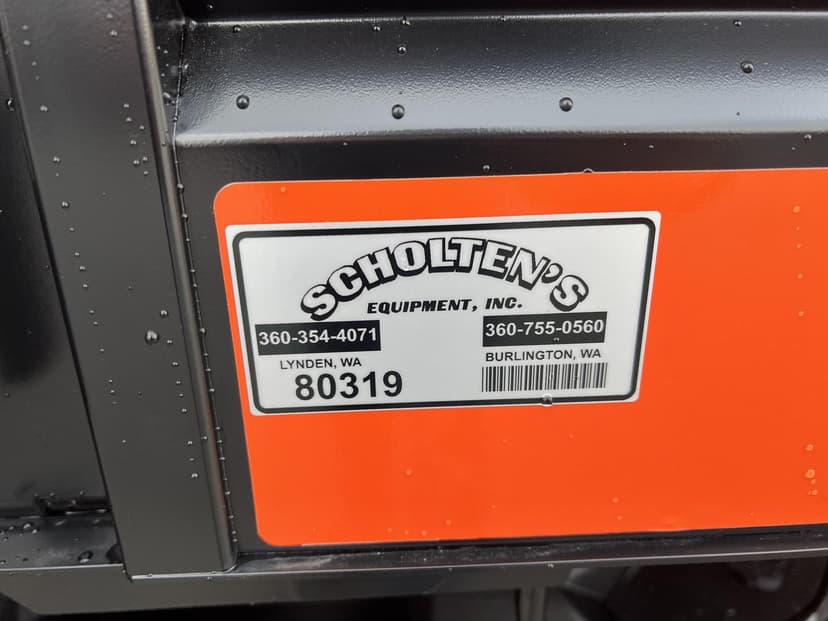 SCHOLTEN'S
EQUIPMENT, INC.
360-354-4071 360-755-0560
LYNDEN, WA BURLINGTON, WA
80319